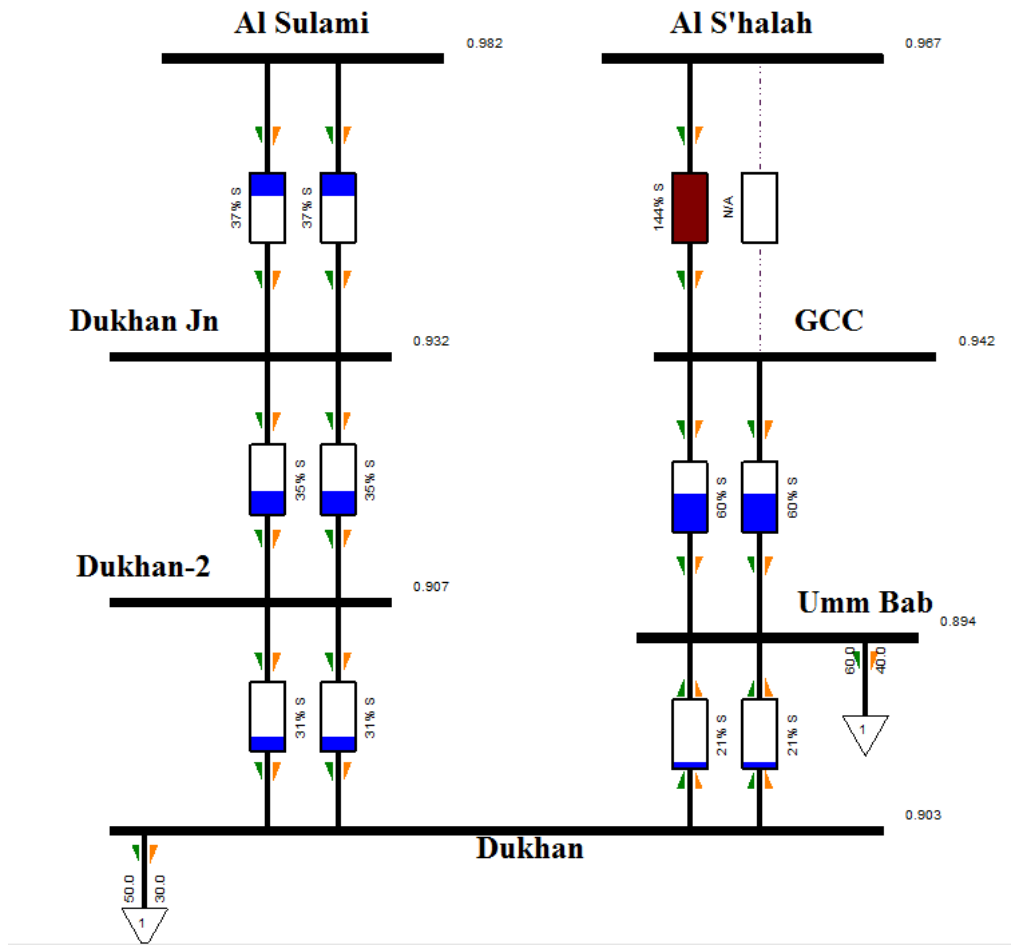 Al Sulami
Al S'halah
0.982
0.967
37% S
37% S
144% S
N/A
Dukhan Jn
0.932
GCC
0.942
35% S
35% S
60% S
60% S
Dukhan-2
0.907
Umm Bab
0.894
60.0
40.0
31% S
31% S
21% S
21% S
1
0.903
Dukhan
50.0
30.0
1